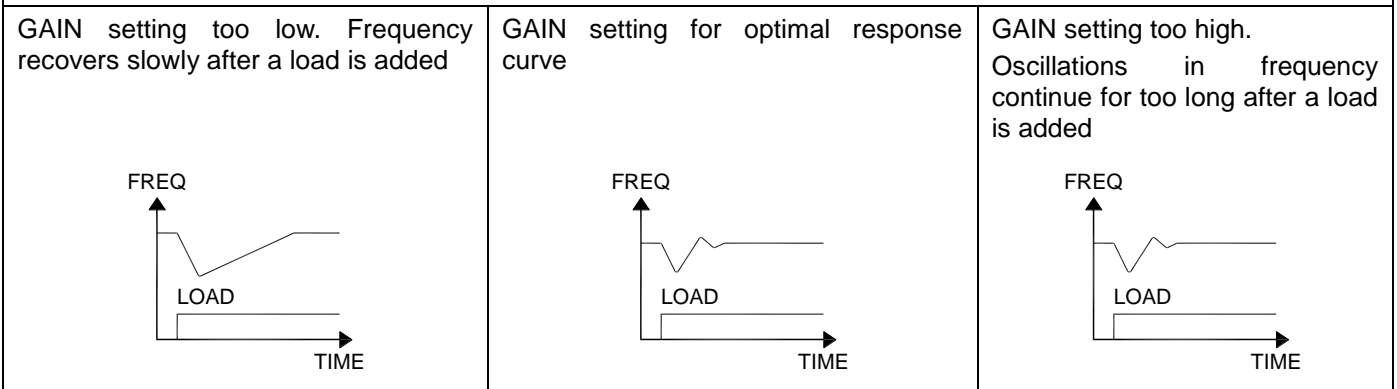 GAIN setting too low. Frequency
recovers slowly after a load is added
FREQ
LOAD
TIME
GAIN setting for optimal response
curve
FREQ
LOAD
TIME
GAIN setting too high.
Oscillations in frequency
continue for too long after a load
is added
FREQ
LOAD
TIME